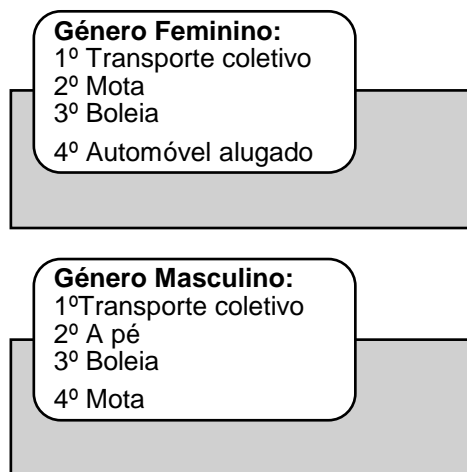 Género Feminino:
1º Transporte coletivo
2º Mota
3º Boleia
4º Automóvel alugado
Género Masculino:
1ºTransporte coletivo
2º A pé
3º Boleia
4º Mota